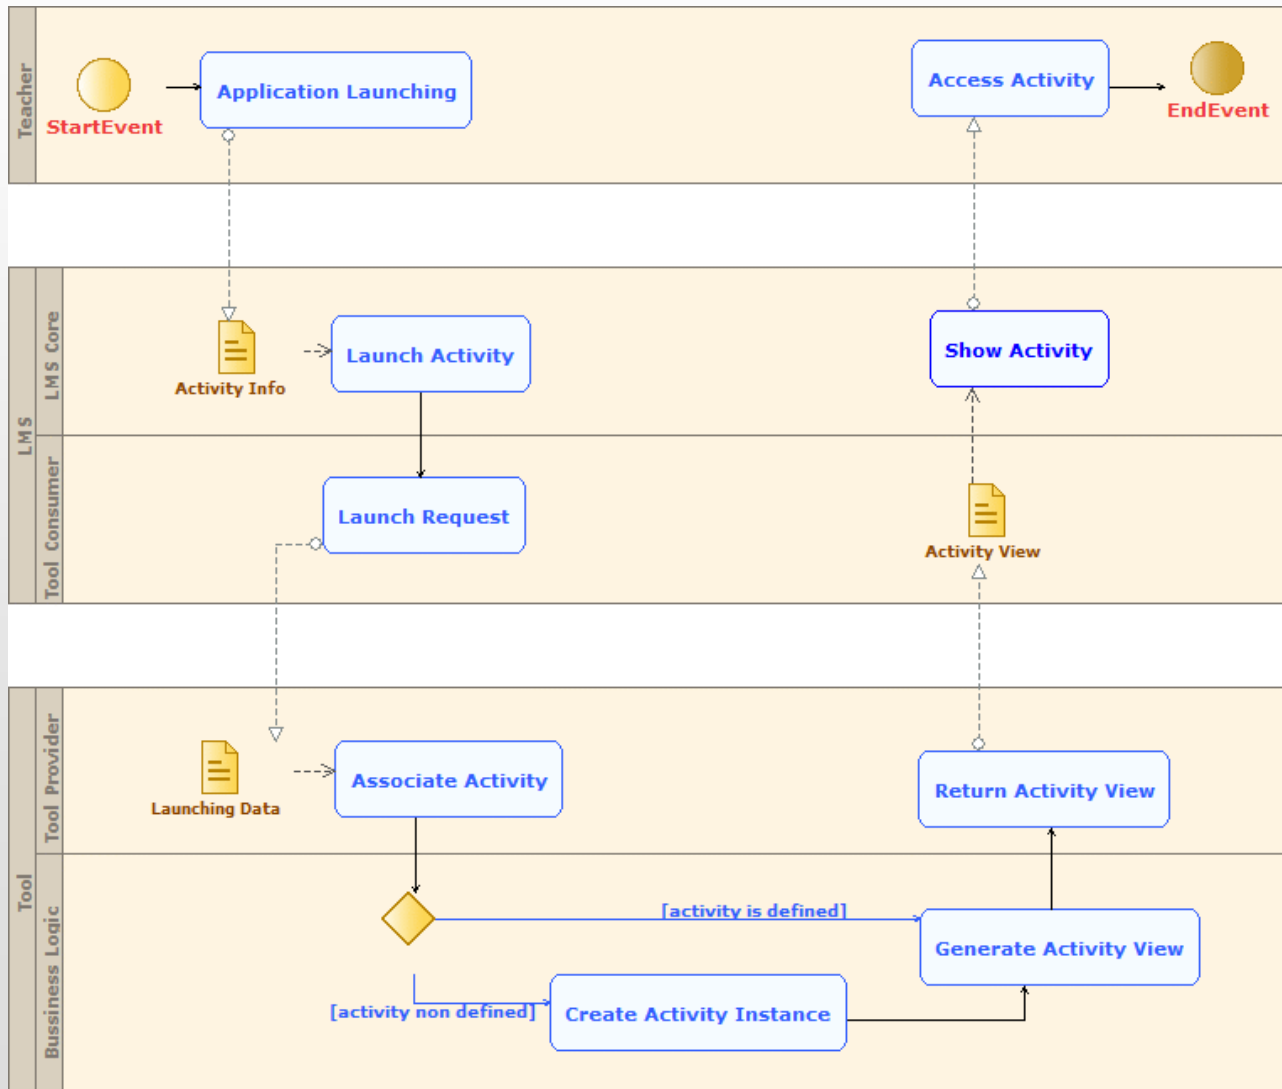 Teacher
StartEvent
Application Launching
Access Activity
EndEvent
LMS
LMS Core
Activity Info
Launch Activity
Show Activity
Tool Consumer
Launch Request
Activity View
Tool
Tool Provider
Launching Data
Associate Activity
Return Activity View
Bussiness Logic
[activity is defined]
Generate Activity View
[activity non defined]
Create Activity Instance